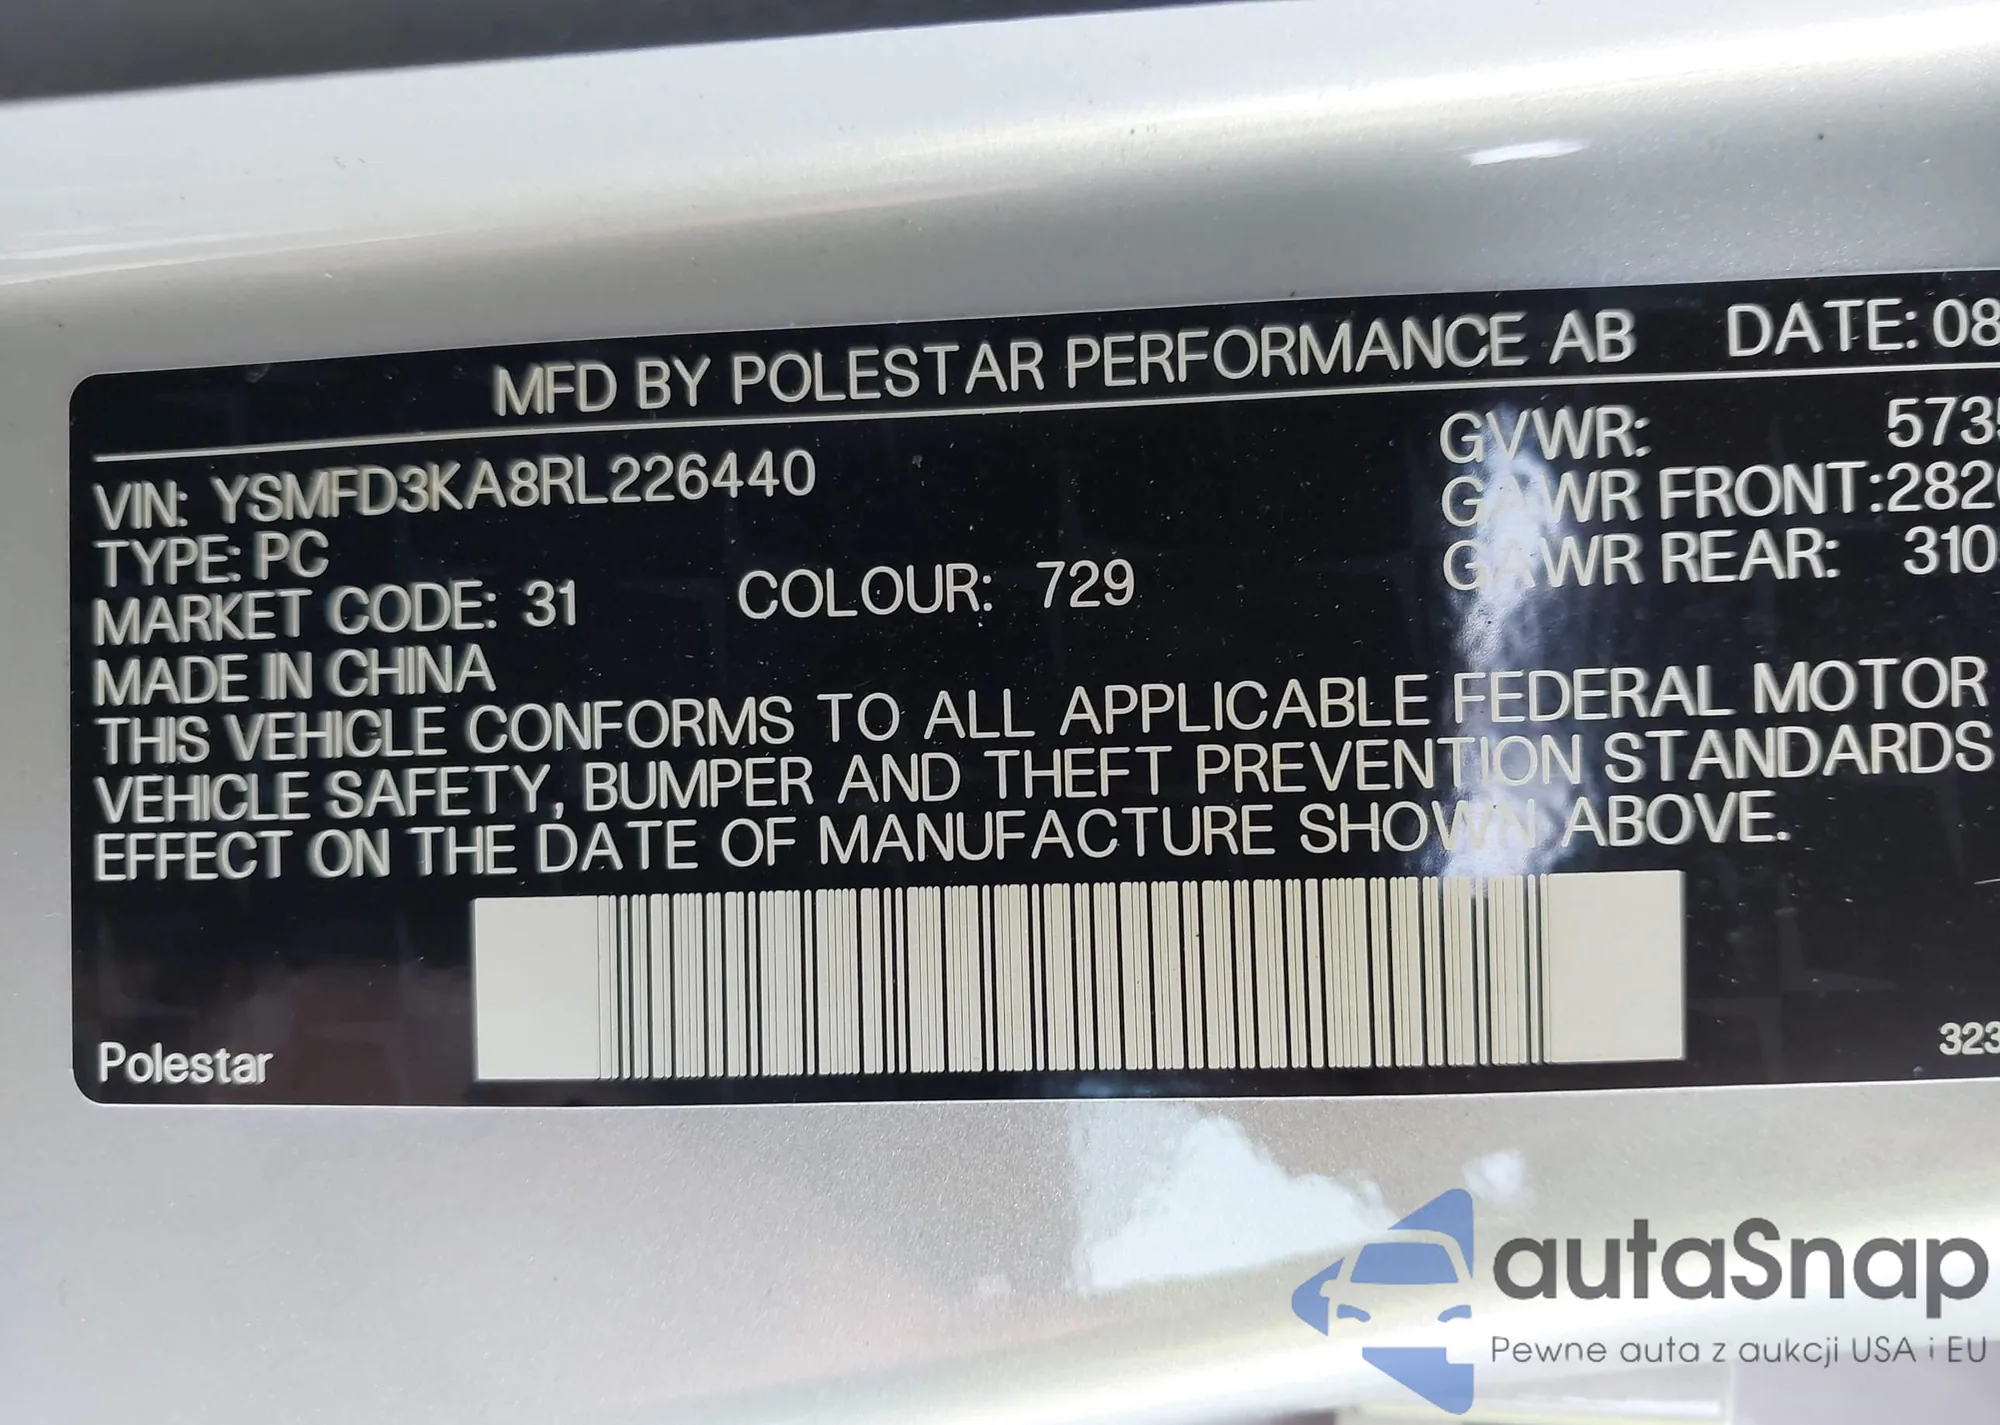 MFD BY POLESTAR PERFORMANCE AB DATE: 08
VIN: YSMFD3KA8RL226440
GVWR: 5735
TYPE: PC
GAWR FRONT: 282
MARKET CODE: 31 COLOUR: 729
GAWR REAR: 310
MADE IN CHINA
THIS VEHICLE CONFORMS TO ALL APPLICABLE FEDERAL MOTOR
VEHICLE SAFETY, BUMPER AND THEFT PREVENTION STANDARDS
EFFECT ON THE DATE OF MANUFACTURE SHOWN ABOVE.
Polestar
323
autaSnap
Pewne auta z aukcji USA i EU